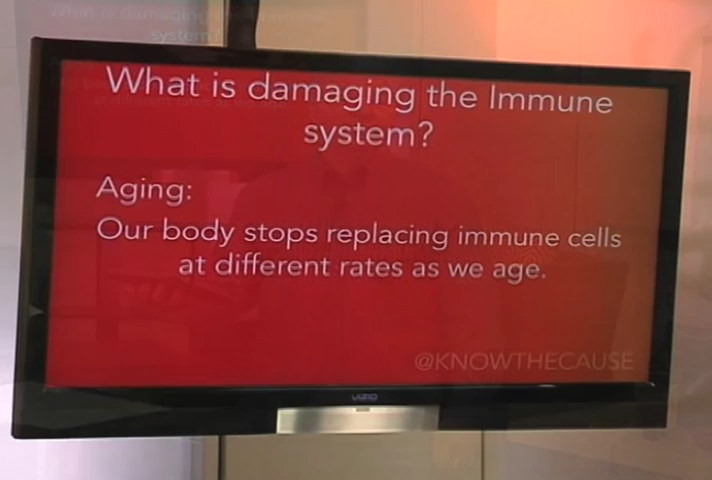 What is damaging the Immune
system?
Aging:
Our body stops replacing immune cells
at different rates as we age.
@KNOWTHECAUSE
VIZIO